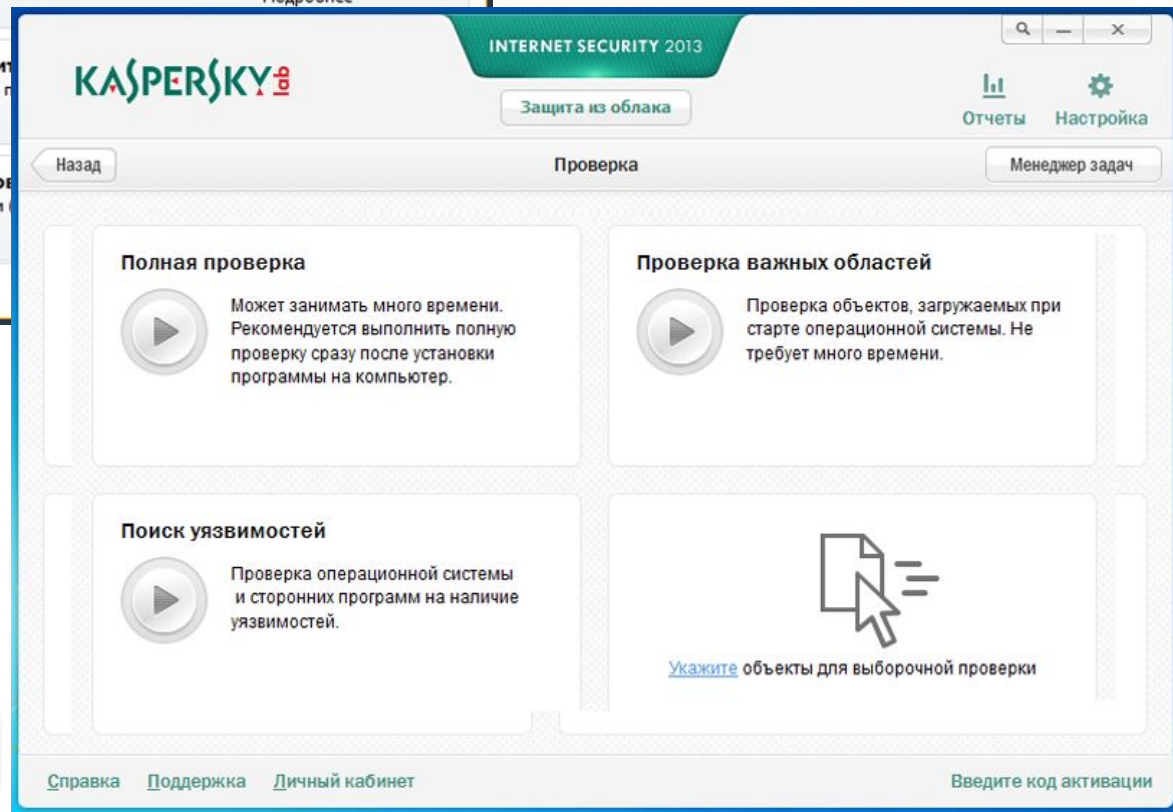 Подробнее
INTERNET SECURITY 2013
KASPERSKY lab
Защита из облака
Отчеты
Настройка
Назад
Проверка
Менеджер задач
Полная проверка
Может занимать много времени.
Рекомендуется выполнить полную
проверку сразу после установки
программы на компьютер.
Проверка важных областей
Проверка объектов, загружаемых при
старте операционной системы. Не
требует много времени.
Поиск уязвимостей
Проверка операционной системы
и сторонних программ на наличие
уязвимостей.
Укажите объекты для выборочной проверки
Справка
Поддержка
Личный кабинет
Введите код активации